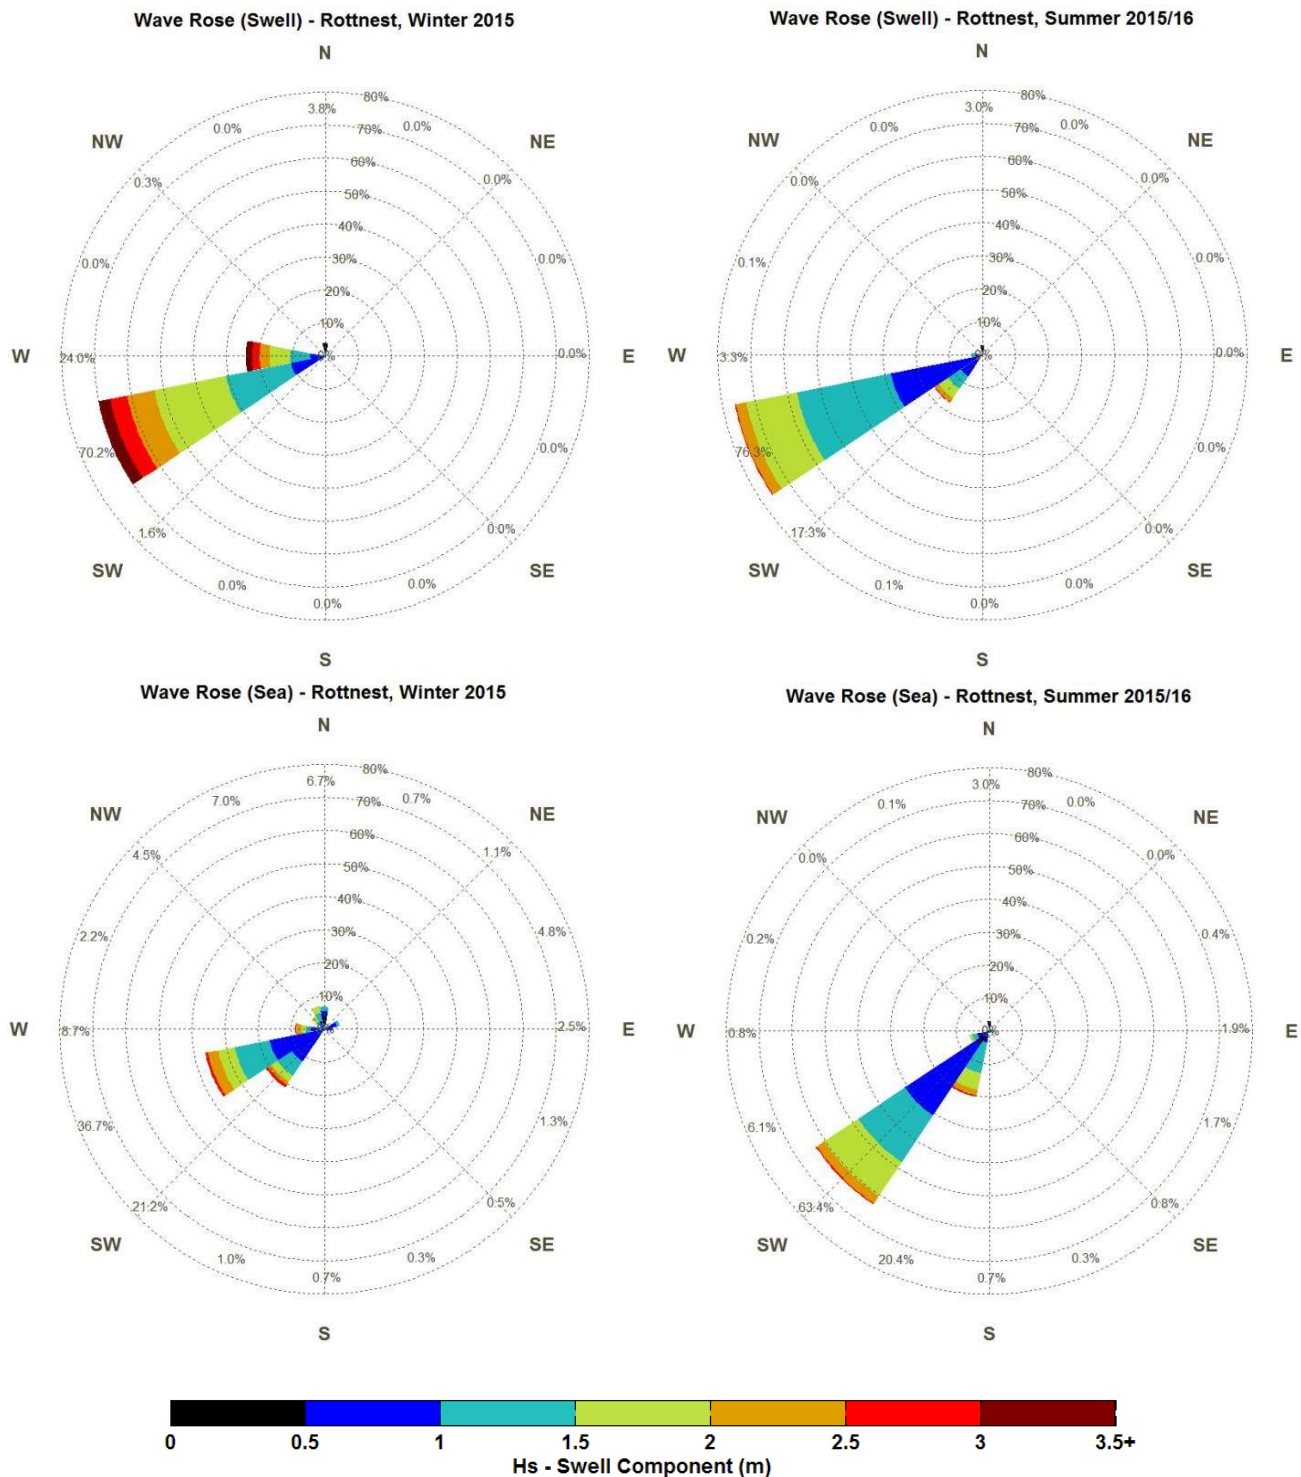 Wave Rose (Swell) - Rottnest, Winter 2015
N
80%
3.8%
0.0%
0.0%
70%
NW
NE
60%
0.3%
0.0%
50%
40%
0.0%
0.0%
30%
20%
10%
W
24.0%
0%
0.0%
E
70.2%
0.0%
1.6%
0.0%
SW
SE
0.0%
0.0%
0.0%
S
Wave Rose (Swell) - Rottnest, Summer 2015/16
N
80%
3.0%
0.0%
0.0%
70%
NW
NE
60%
0.0%
0.0%
50%
40%
0.1%
0.0%
30%
20%
10%
W
3.3%
0%
0.0%
E
76.3%
0.0%
17.3%
0.0%
SW
SE
0.1%
0.0%
0.0%
S
Wave Rose (Sea) - Rottnest, Winter 2015
N
80%
6.7%
7.0%
0.7%
70%
NW
NE
60%
4.5%
1.1%
50%
40%
2.2%
4.8%
30%
20%
10%
W
8.7%
2.5%
E
36.7%
1.3%
21.2%
0.5%
SW
SE
1.0%
0.3%
0.7%
S
Wave Rose (Sea) - Rottnest, Summer 2015/16
N
80%
3.0%
0.1%
0.0%
70%
NW
NE
60%
0.0%
0.0%
50%
40%
0.2%
0.4%
30%
20%
10%
W
0.8%
0%
1.9%
E
6.1%
1.7%
63.4%
0.8%
SW
SE
20.4%
0.3%
0.7%
S
0 0.5 1 1.5 2 2.5 3 3.5+
Hs - Swell Component (m)